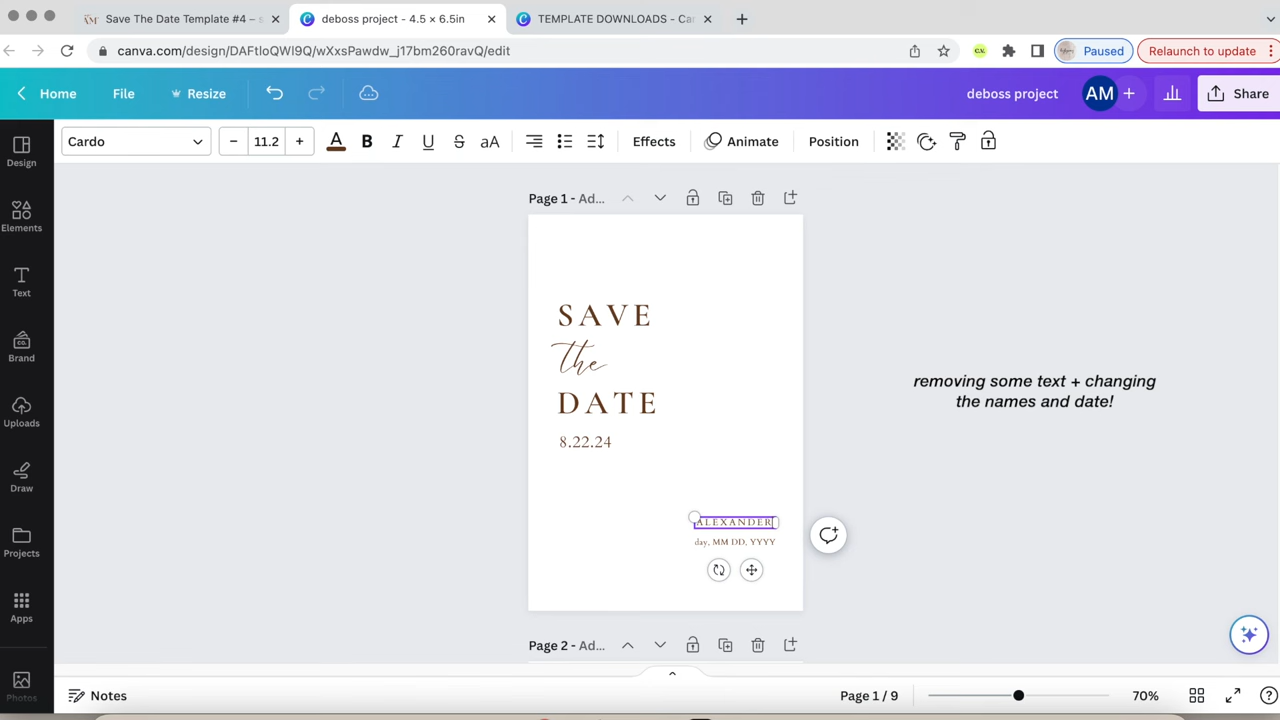 Save The Date Template #4 – s
deboss project - 4.5 × 6.5in
TEMPLATE DOWNLOADS - Ca
canva.com/design/DAFtIoQWI9Q/wXxsPawdw_j17bm260ravQ/edit
Paused
Relaunch to update
Home
File
Resize
deboss project
AM
Share
Cardo
11.2
A
B
I
U
S
aA
Effects
Animate
Position
Design
Elements
Text
Brand
Uploads
Draw
Projects
Apps
Photos
Page 1 - Ad...
SAVE
the
DATE
8.22.24
ALEXANDER
day, MM DD, YYYY
removing some text + changing
the names and date!
Page 2 - Ad...
Notes
Page 1 / 9
70%